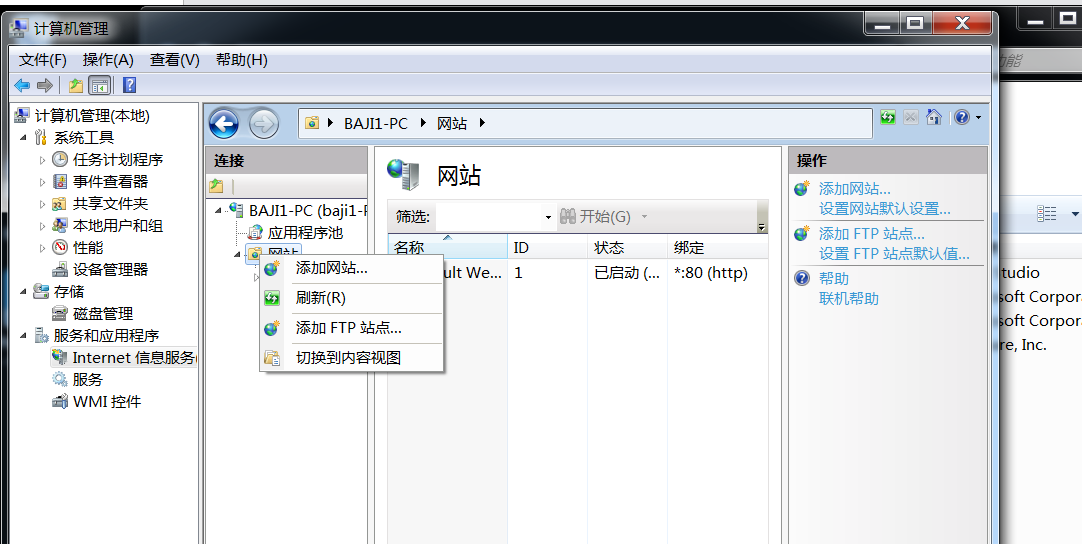 计算机管理
文件(F) 操作(A) 查看(V) 帮助(H)
计算机管理(本地)
系统工具
任务计划程序
事件查看器
共享文件夹
本地用户和组
性能
设备管理器
存储
磁盘管理
服务和应用程序
Internet 信息服务(
服务
WMI 控件
BAJI1-PC 网站
连接
BAJI1-PC (baji1-P
应用程序池
网站
添加网站...
刷新(R)
添加 FTP 站点...
切换到内容视图
网站
筛选: 开始(G)
名称 ID 状态 绑定
ult We... 1 已启动 (... *:80 (http)
操作
添加网站...
设置网站默认设置...
添加 FTP 站点...
设置 FTP 站点默认值...
帮助
联机帮助
功能
tudio
soft Corpora
soft Corpora
re, Inc.